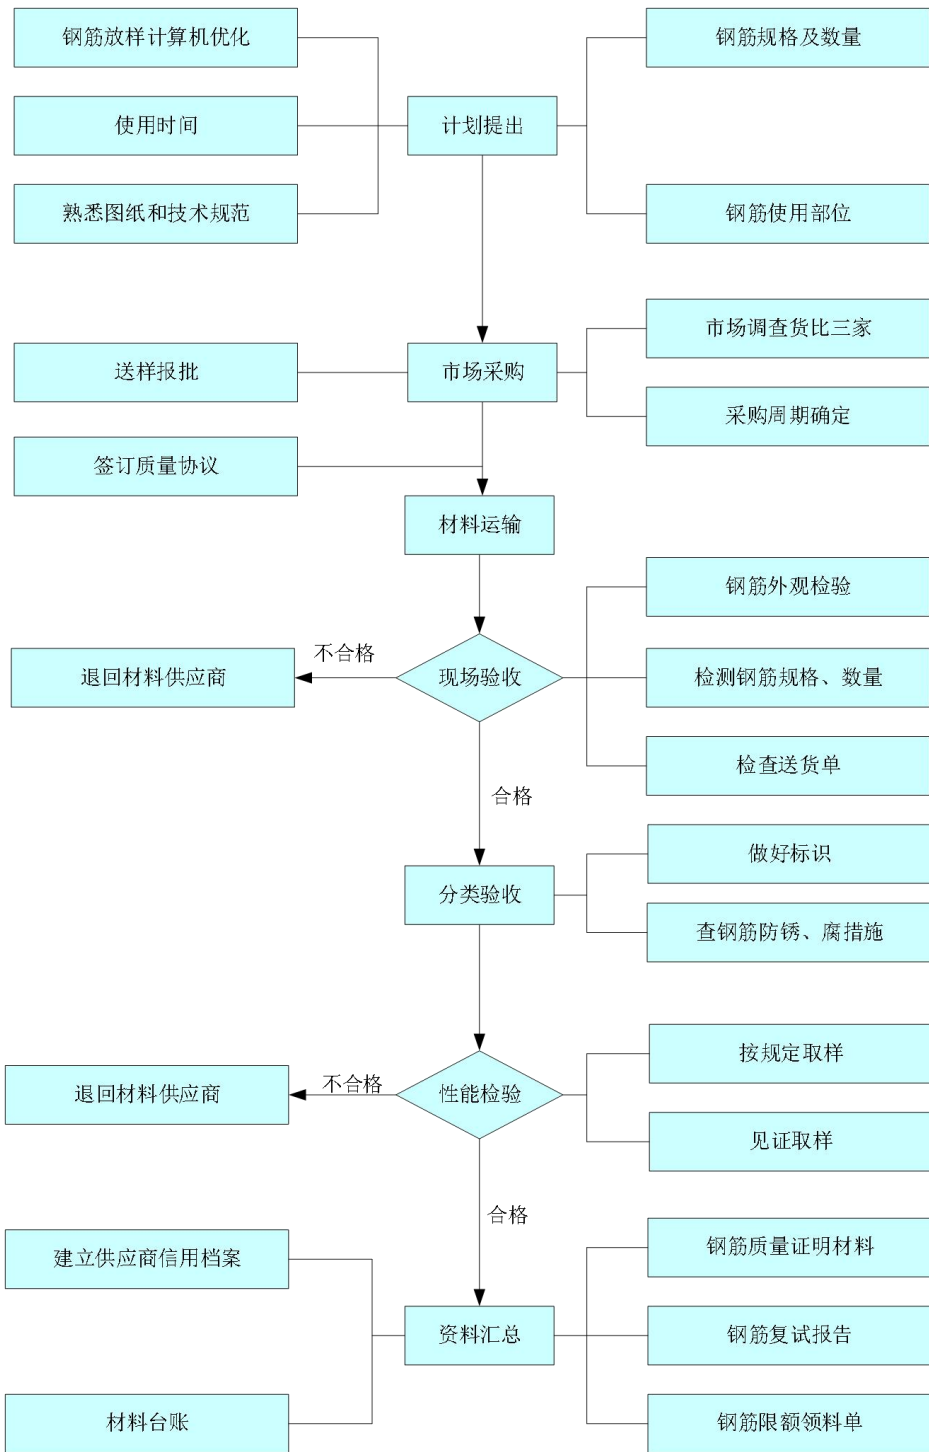 钢筋放样计算机优化
钢筋规格及数量
使用时间
计划提出
熟悉图纸和技术规范
钢筋使用部位
市场调查货比三家
送样报批
市场采购
采购周期确定
签订质量协议
材料运输
钢筋外观检验
不合格
退回材料供应商
现场验收
检测钢筋规格、数量
检查送货单
合格
做好标识
分类验收
查钢筋防锈、腐措施
按规定取样
不合格
退回材料供应商
性能检验
见证取样
合格
建立供应商信用档案
钢筋质量证明材料
资料汇总
钢筋复试报告
材料台账
钢筋限额领料单